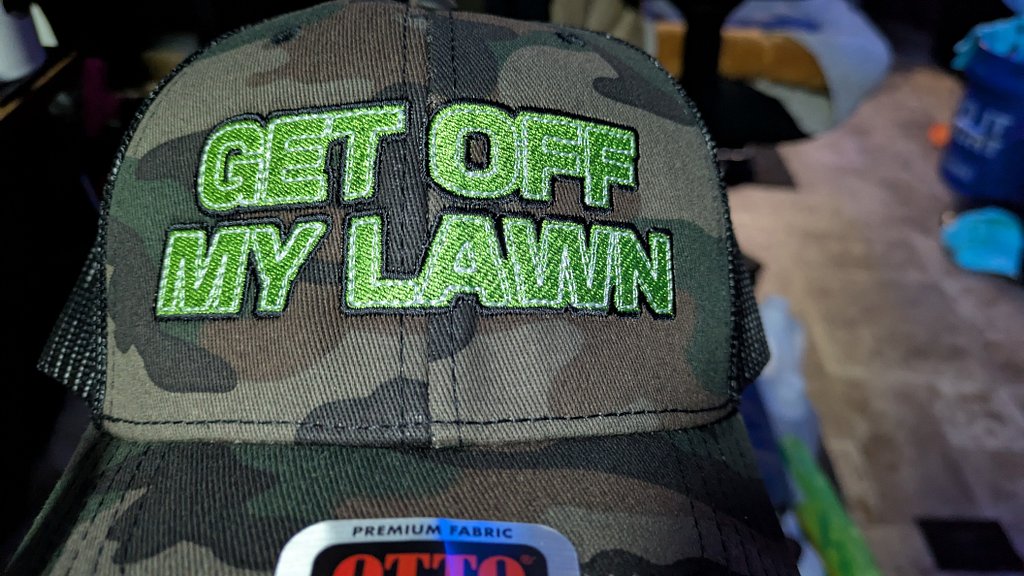 GET OFF
MY LAWN
PREMIUM FABRIC
OTTO